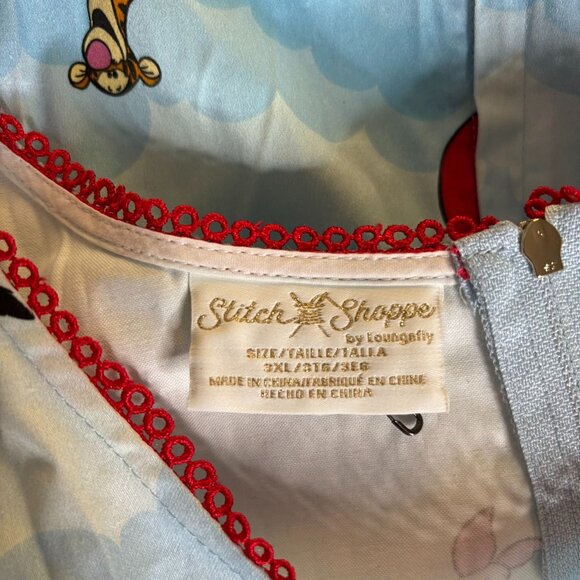 Stitch Shoppe
by Loungefly
SIZE/TAILLE/TALLA
3XL/3TG/3EG
MADE IN CHINA/FABRIQUÉ EN CHINE
HECHO EN CHINA